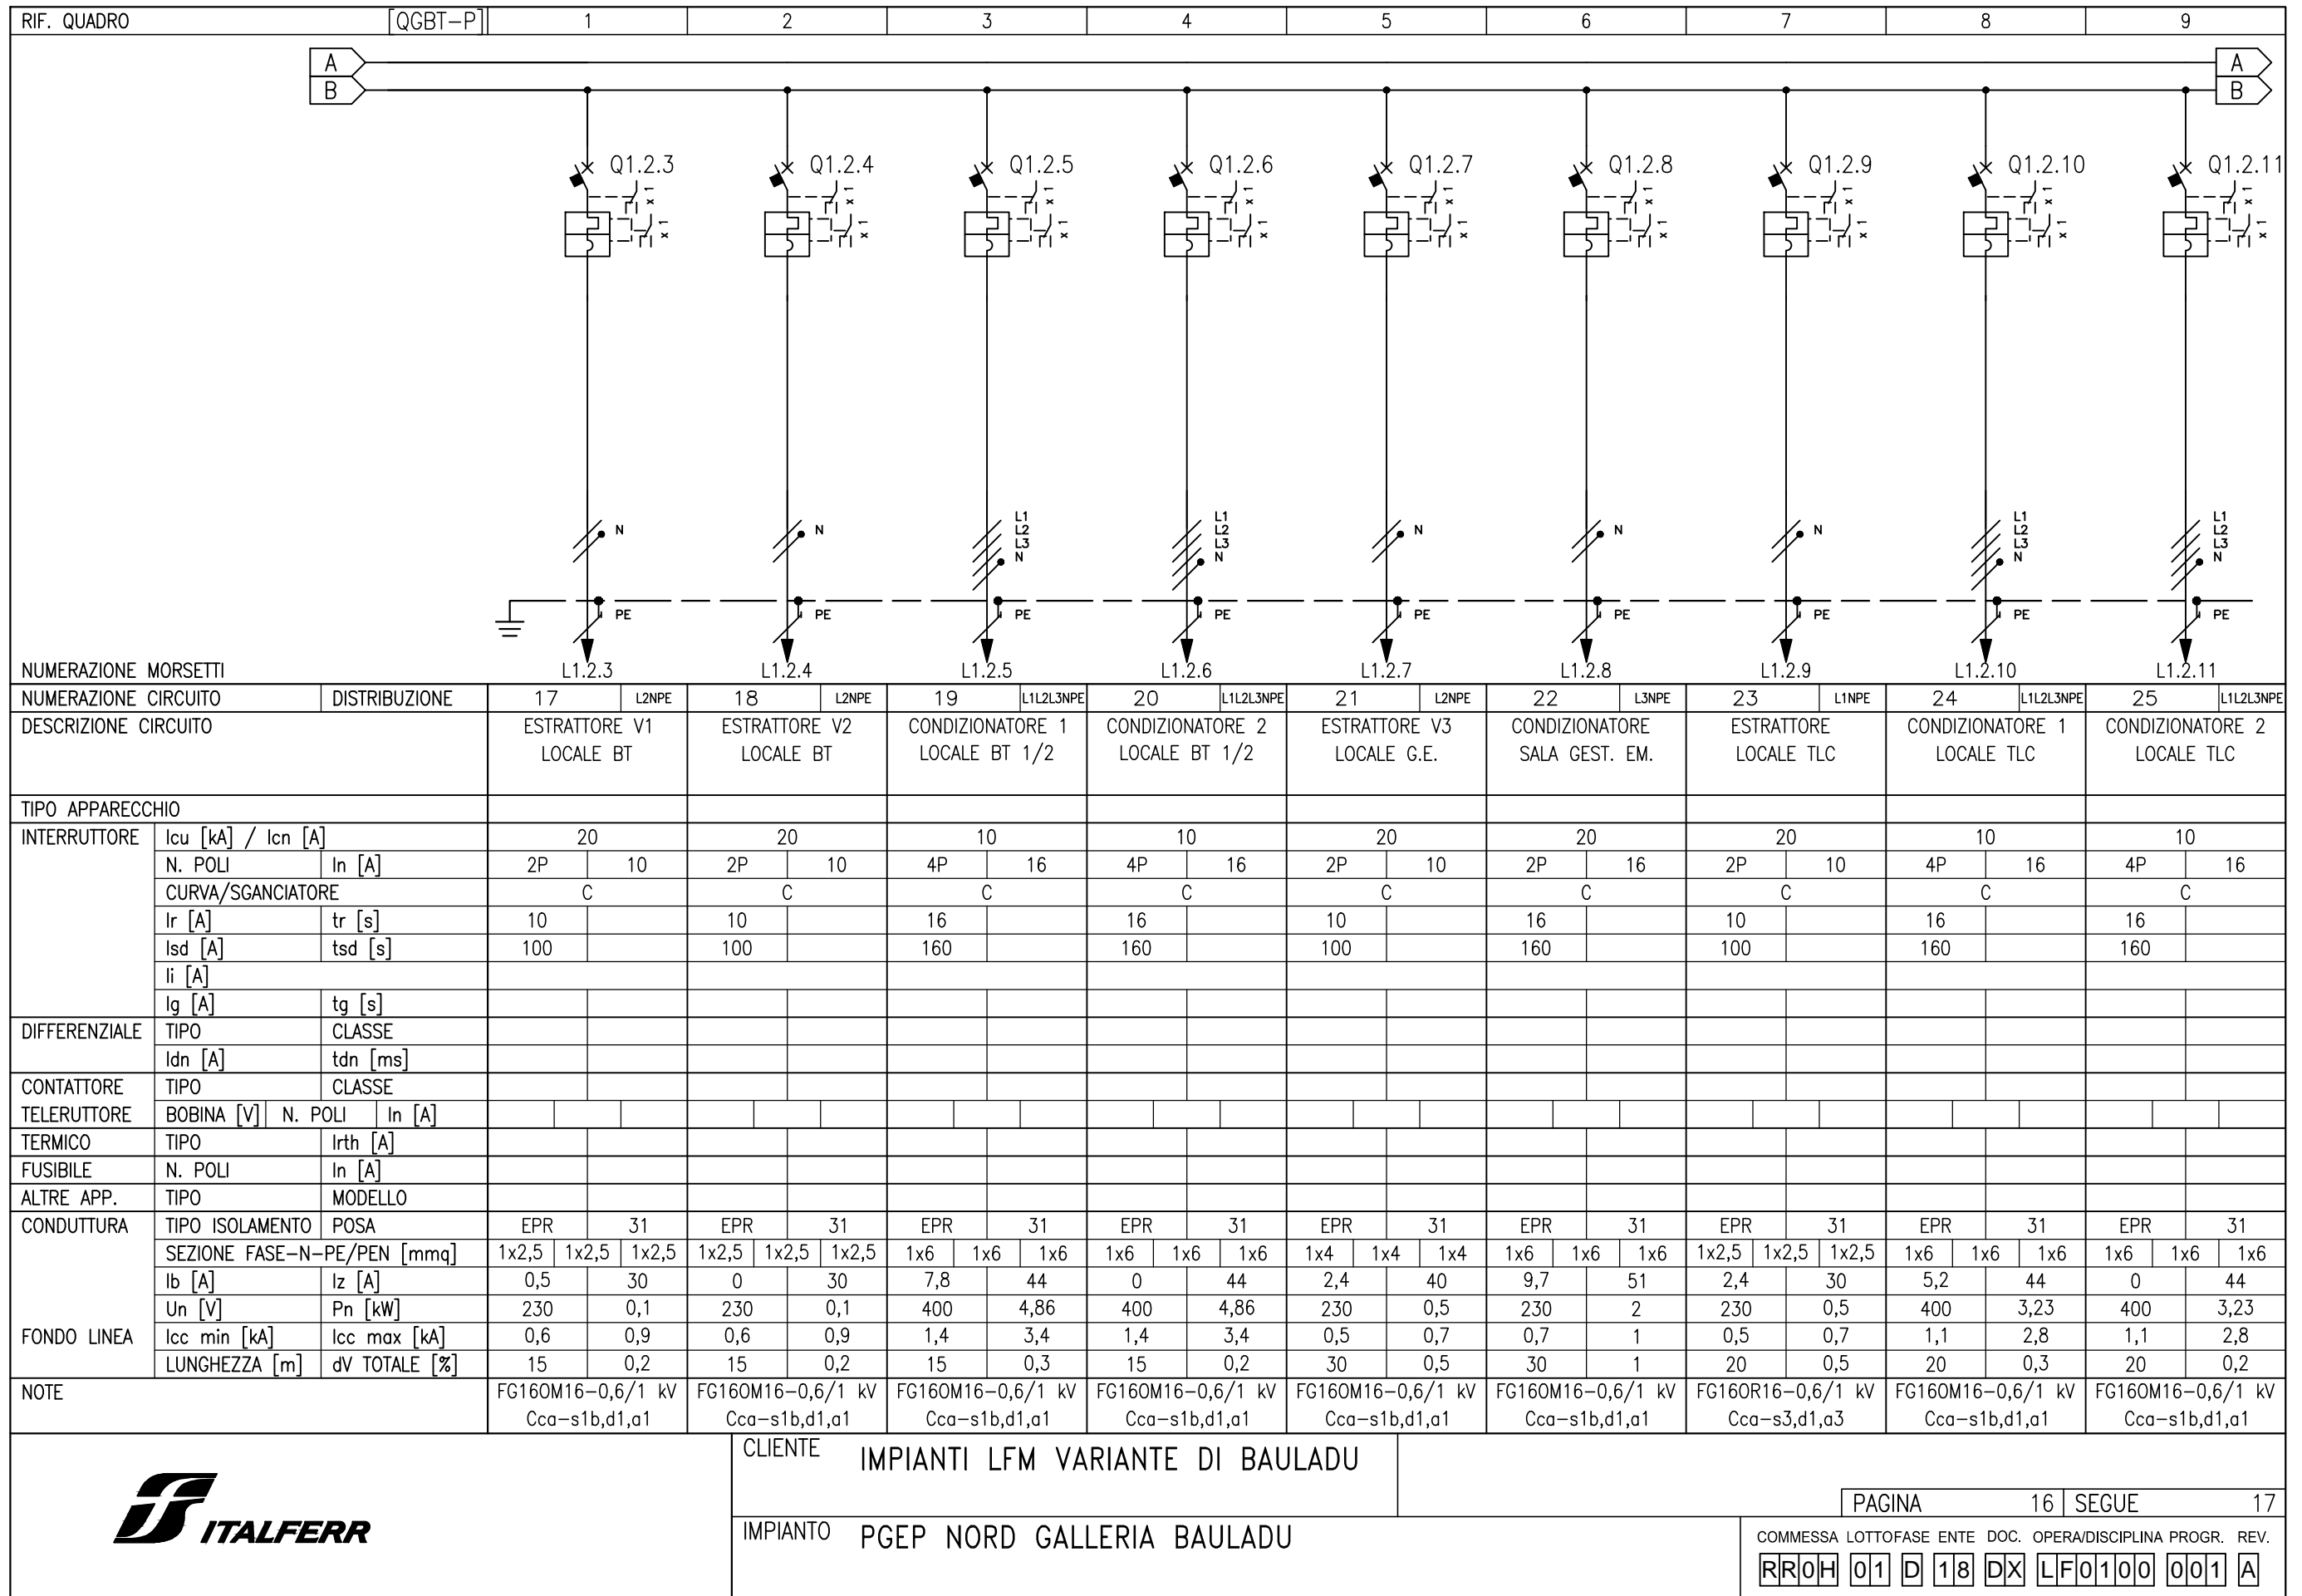 RIF. QUADRO [QGBT-P] 1 2 3 4 5 6 7 8 9
A A
B B
Q1.2.3 Q1.2.4 Q1.2.5 Q1.2.6 Q1.2.7 Q1.2.8 Q1.2.9 Q1.2.10 Q1.2.11
x 1 x 1 x 1 x 1 x 1 x 1 x 1 x 1 x 1
x 1 x 1 x 1 x 1 x 1 x 1 x 1 x 1 x 1
L1 L1 L1 L1
N N L2 L2 N N N L2 L2
L3 L3 L3 L3
N N N N
PE PE PE PE PE PE PE PE PE
NUMERAZIONE MORSETTI L1.2.3 L1.2.4 L1.2.5 L1.2.6 L1.2.7 L1.2.8 L1.2.9 L1.2.10 L1.2.11
NUMERAZIONE CIRCUITO DISTRIBUZIONE 17 L2NPE 18 L2NPE 19 L1L2L3NPE 20 L1L2L3NPE 21 L2NPE 22 L3NPE 23 L1NPE 24 L1L2L3NPE 25 L1L2L3NPE
DESCRIZIONE CIRCUITO ESTRATTORE V1 ESTRATTORE V2 CONDIZIONATORE 1 CONDIZIONATORE 2 ESTRATTORE V3 CONDIZIONATORE ESTRATTORE CONDIZIONATORE 1 CONDIZIONATORE 2
LOCALE BT LOCALE BT LOCALE BT 1/2 LOCALE BT 1/2 LOCALE G.E. SALA GEST. EM. LOCALE TLC LOCALE TLC LOCALE TLC
TIPO APPARECCHIO
INTERRUTTORE Icu [kA] / Icn [A] 20 20 10 10 20 20 20 10 10
N. POLI In [A] 2P 10 2P 10 4P 16 4P 16 2P 10 2P 16 2P 10 4P 16 4P 16
CURVA/SGANCIATORE C C C C C C C C C
Ir [A] tr [s] 10 10 16 16 10 16 10 16 16
Isd [A] tsd [s] 100 100 160 160 100 160 100 160 160
Ii [A]
Ig [A] tg [s]
DIFFERENZIALE TIPO CLASSE
Idn [A] tdn [ms]
CONTATTORE TIPO CLASSE
TELERUTTORE BOBINA [V] N. POLI In [A]
TERMICO TIPO Irth [A]
FUSIBILE N. POLI In [A]
ALTRE APP. TIPO MODELLO
CONDUTTURA TIPO ISOLAMENTO POSA EPR 31 EPR 31 EPR 31 EPR 31 EPR 31 EPR 31 EPR 31 EPR 31 EPR 31
SEZIONE FASE-N-PE/PEN [mmq] 1x2,5 1x2,5 1x2,5 1x2,5 1x2,5 1x2,5 1x6 1x6 1x6 1x6 1x6 1x6 1x4 1x4 1x4 1x6 1x6 1x6 1x2,5 1x2,5 1x2,5 1x6 1x6 1x6 1x6 1x6 1x6
Ib [A] Iz [A] 0,5 30 0 30 7,8 44 0 44 2,4 40 9,7 51 2,4 30 5,2 44 0 44
Un [V] Pn [kW] 230 0,1 230 0,1 400 4,86 400 4,86 230 0,5 230 2 230 0,5 400 3,23 400 3,23
FONDO LINEA Icc min [kA] Icc max [kA] 0,6 0,9 0,6 0,9 1,4 3,4 1,4 3,4 0,5 0,7 0,7 1 0,5 0,7 1,1 2,8 1,1 2,8
LUNGHEZZA [m] dV TOTALE [%] 15 0,2 15 0,2 15 0,3 15 0,2 30 0,5 30 1 20 0,5 20 0,3 20 0,2
NOTE FG16OM16-0,6/1 kV FG16OM16-0,6/1 kV FG16OM16-0,6/1 kV FG16OM16-0,6/1 kV FG16OM16-0,6/1 kV FG16OM16-0,6/1 kV FG16OR16-0,6/1 kV FG16OM16-0,6/1 kV FG16OM16-0,6/1 kV
Cca-s1b,d1,a1 Cca-s1b,d1,a1 Cca-s1b,d1,a1 Cca-s1b,d1,a1 Cca-s1b,d1,a1 Cca-s1b,d1,a1 Cca-s3,d1,a3 Cca-s1b,d1,a1 Cca-s1b,d1,a1
CLIENTE IMPIANTI LFM VARIANTE DI BAULADU
PAGINA 16 SEGUE 17
ITALFERR
IMPIANTO PGEP NORD GALLERIA BAULADU
COMMESSA LOTTO FASE ENTE DOC. OPERA/DISCIPLINA PROGR. REV.
RR0H 01 D 18 DX LF0100 001 A